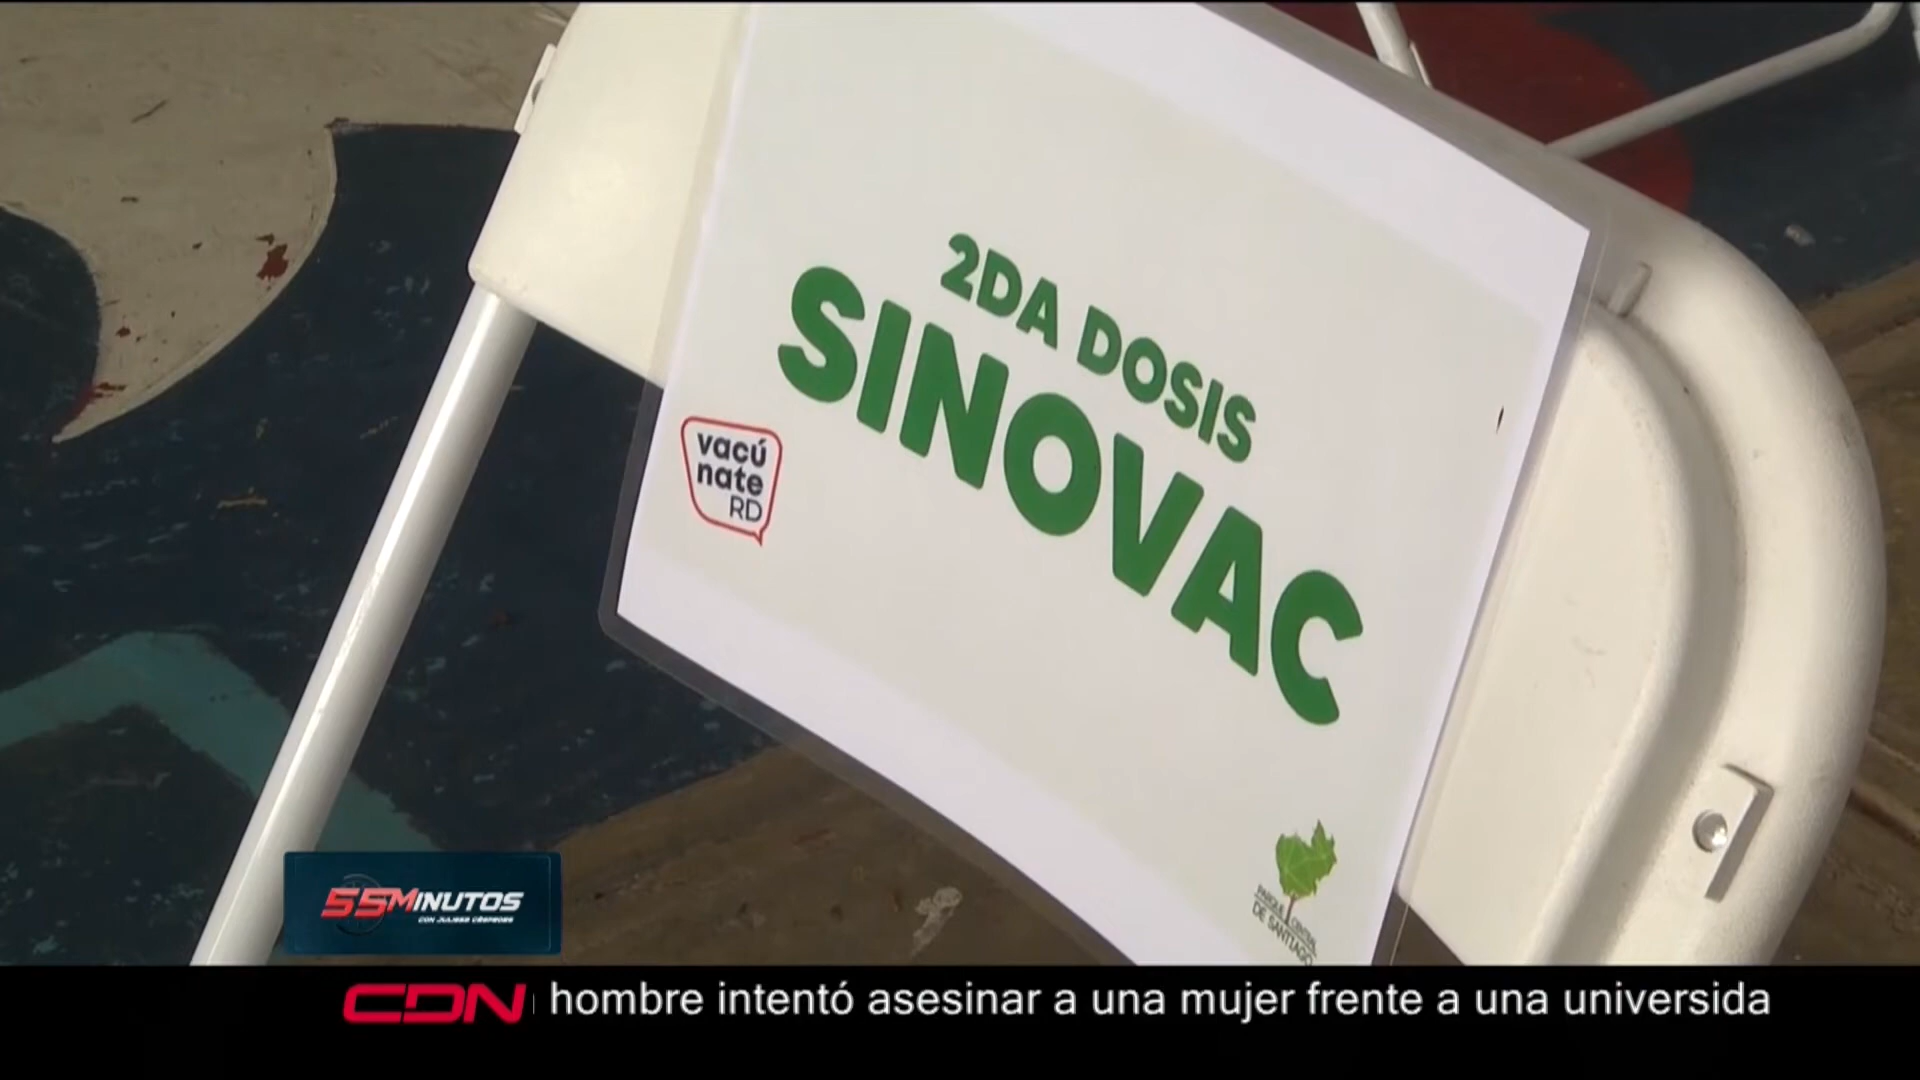 2DA DOSIS
SINOVAC
vacú
nate
RD
PARQUE CENTRAL
DE SANTIAGO
55MINUTOS
CON JULISSA CÉSPEDES
CDN hombre intentó asesinar a una mujer frente a una universida